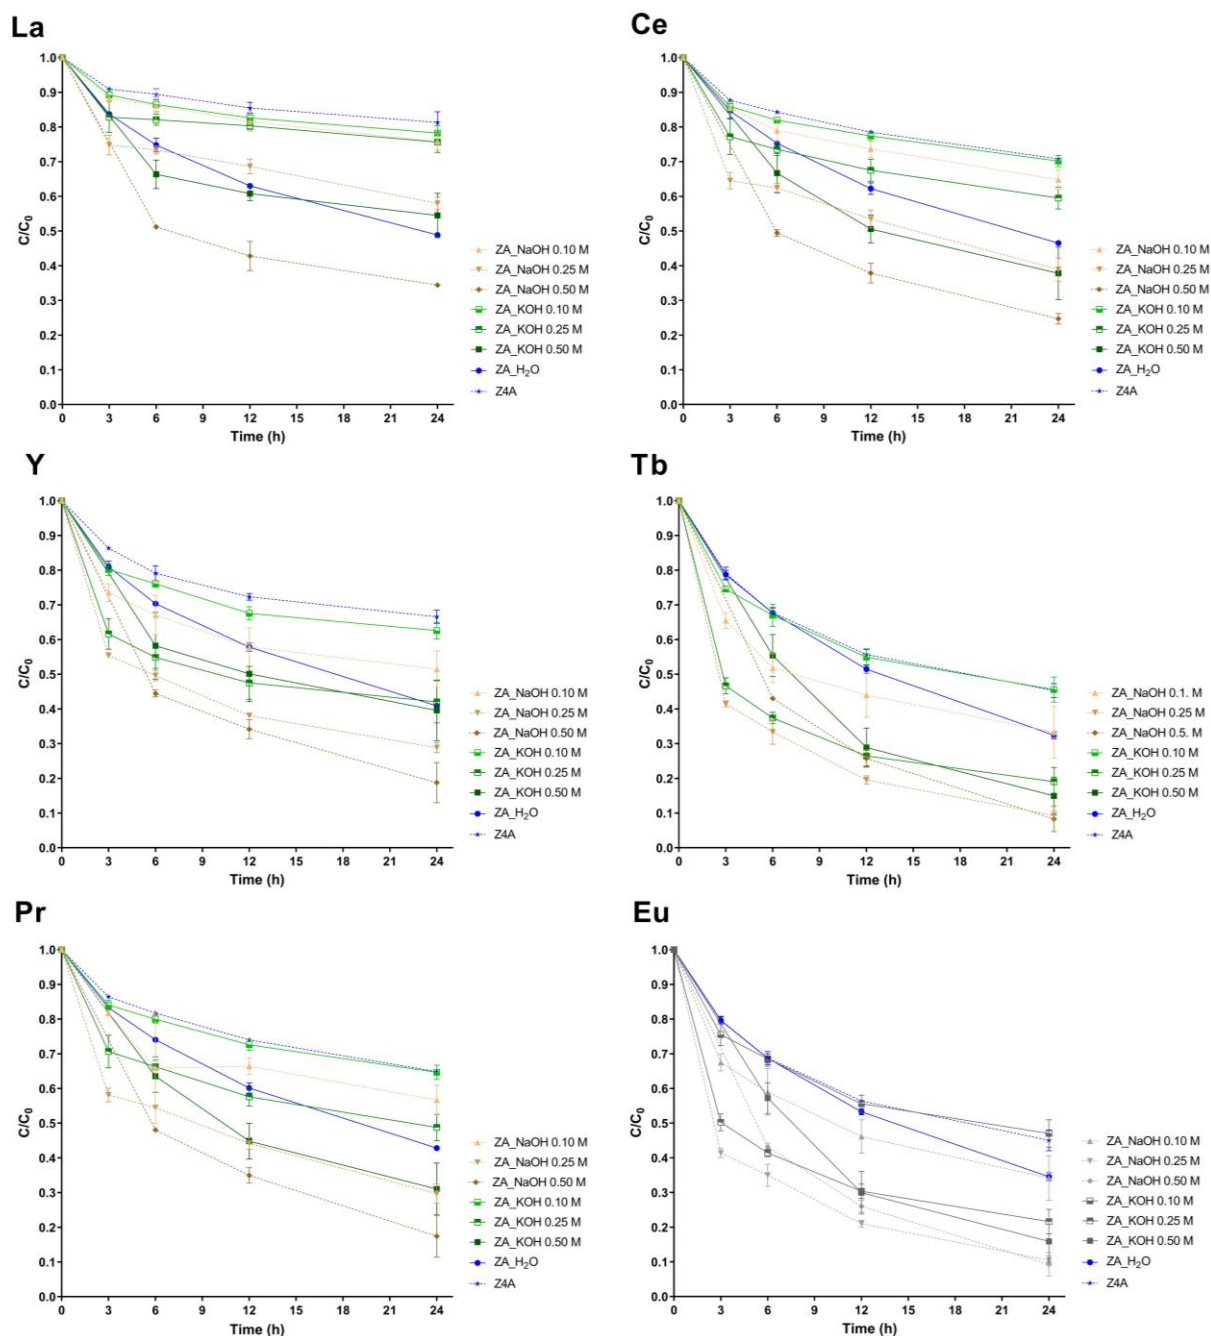 La
C/C₀
1.0
0.9
0.8
0.7
0.6
0.5
0.4
0.3
0.2
0.1
0.0
0 3 6 9 12 15 18 21 24
Time (h)
ZA_NaOH 0.10 M
ZA_NaOH 0.25 M
ZA_NaOH 0.50 M
ZA_KOH 0.10 M
ZA_KOH 0.25 M
ZA_KOH 0.50 M
ZA_H₂O
Z4A
Ce
C/C₀
1.0
0.9
0.8
0.7
0.6
0.5
0.4
0.3
0.2
0.1
0.0
0 3 6 9 12 15 18 21 24
Time (h)
ZA_NaOH 0.10 M
ZA_NaOH 0.25 M
ZA_NaOH 0.50 M
ZA_KOH 0.10 M
ZA_KOH 0.25 M
ZA_KOH 0.50 M
ZA_H₂O
Z4A
Y
C/C₀
1.0
0.9
0.8
0.7
0.6
0.5
0.4
0.3
0.2
0.1
0.0
0 3 6 9 12 15 18 21 24
Time (h)
ZA_NaOH 0.10 M
ZA_NaOH 0.25 M
ZA_NaOH 0.50 M
ZA_KOH 0.10 M
ZA_KOH 0.25 M
ZA_KOH 0.50 M
ZA_H₂O
Z4A
Tb
C/C₀
1.0
0.9
0.8
0.7
0.6
0.5
0.4
0.3
0.2
0.1
0.0
0 3 6 9 12 15 18 21 24
Time (h)
ZA_NaOH 0.1. M
ZA_NaOH 0.25 M
ZA_NaOH 0.5. M
ZA_KOH 0.10 M
ZA_KOH 0.25 M
ZA_KOH 0.50 M
ZA_H₂O
Z4A
Pr
C/C₀
1.0
0.9
0.8
0.7
0.6
0.5
0.4
0.3
0.2
0.1
0.0
0 3 6 9 12 15 18 21 24
Time (h)
ZA_NaOH 0.10 M
ZA_NaOH 0.25 M
ZA_NaOH 0.50 M
ZA_KOH 0.10 M
ZA_KOH 0.25 M
ZA_KOH 0.50 M
ZA_H₂O
Z4A
Eu
C/C₀
1.0
0.9
0.8
0.7
0.6
0.5
0.4
0.3
0.2
0.1
0.0
0 3 6 9 12 15 18 21 24
Time (h)
ZA_NaOH 0.10 M
ZA_NaOH 0.25 M
ZA_NaOH 0.50 M
ZA_KOH 0.10 M
ZA_KOH 0.25 M
ZA_KOH 0.50 M
ZA_H₂O
Z4A